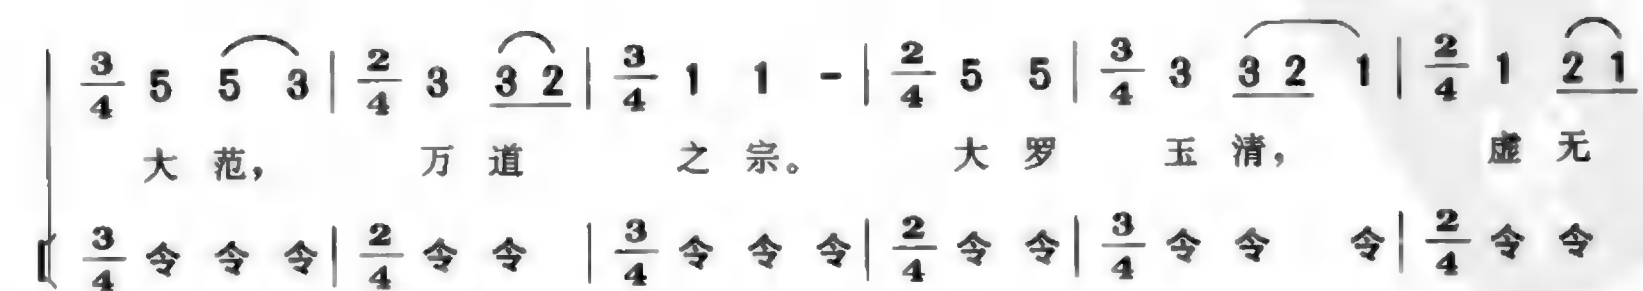 3/4 5 5 3 | 2/4 3 3 2 | 3/4 1 1 - | 2/4 5 5 | 3/4 3 3 2 1 | 2/4 1 2 1
大 范， 万 道 之 宗。 大 罗 玉 清， 虚 无
3/4 令 令 令 | 2/4 令 令 | 3/4 令 令 令 | 2/4 令 令 | 3/4 令 令 令 | 2/4 令 令